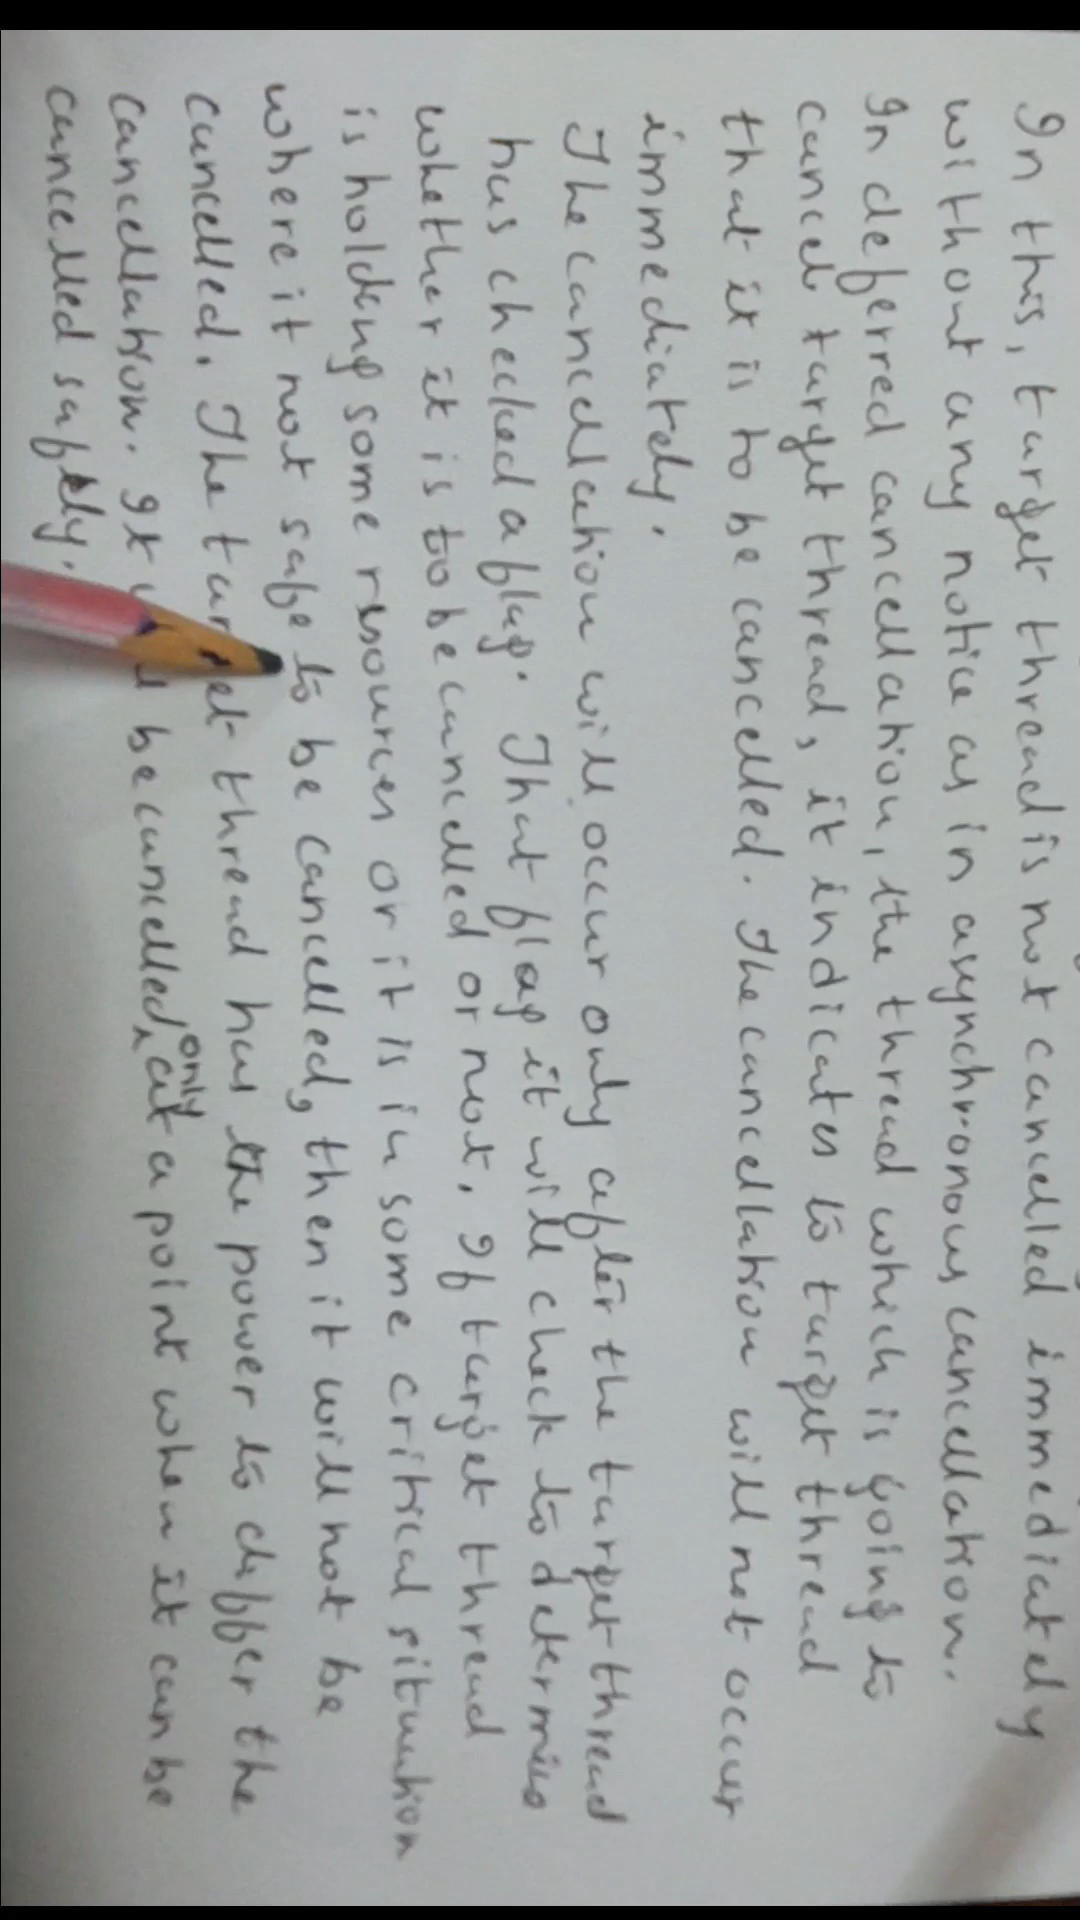 In this, target thread is not cancelled immediately
without any notice as in asynchronous cancellation.
In deferred cancellation, the thread which is going to
cancel target thread, it indicates to target thread
that it is to be cancelled. The cancellation will not occur
immediately.
The cancellation will occur only after the target thread
has checked a flag. That flag it will check to determine
whether it is to be cancelled or not. If target thread
is holding some resources or it is in some critical situation
where it not safe to be cancelled, then it will not be
cancelled. The target thread has the power to differ the
cancellation. It be cancelled only at a point when it can be
cancelled safely.